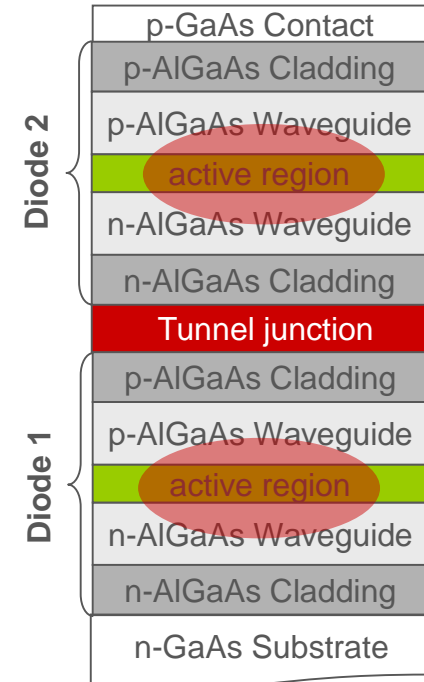 p-GaAs Contact
Diode 2
p-AlGaAs Cladding
p-AlGaAs Waveguide
active region
n-AlGaAs Waveguide
n-AlGaAs Cladding
Tunnel junction
Diode 1
p-AlGaAs Cladding
p-AlGaAs Waveguide
active region
n-AlGaAs Waveguide
n-AlGaAs Cladding
n-GaAs Substrate